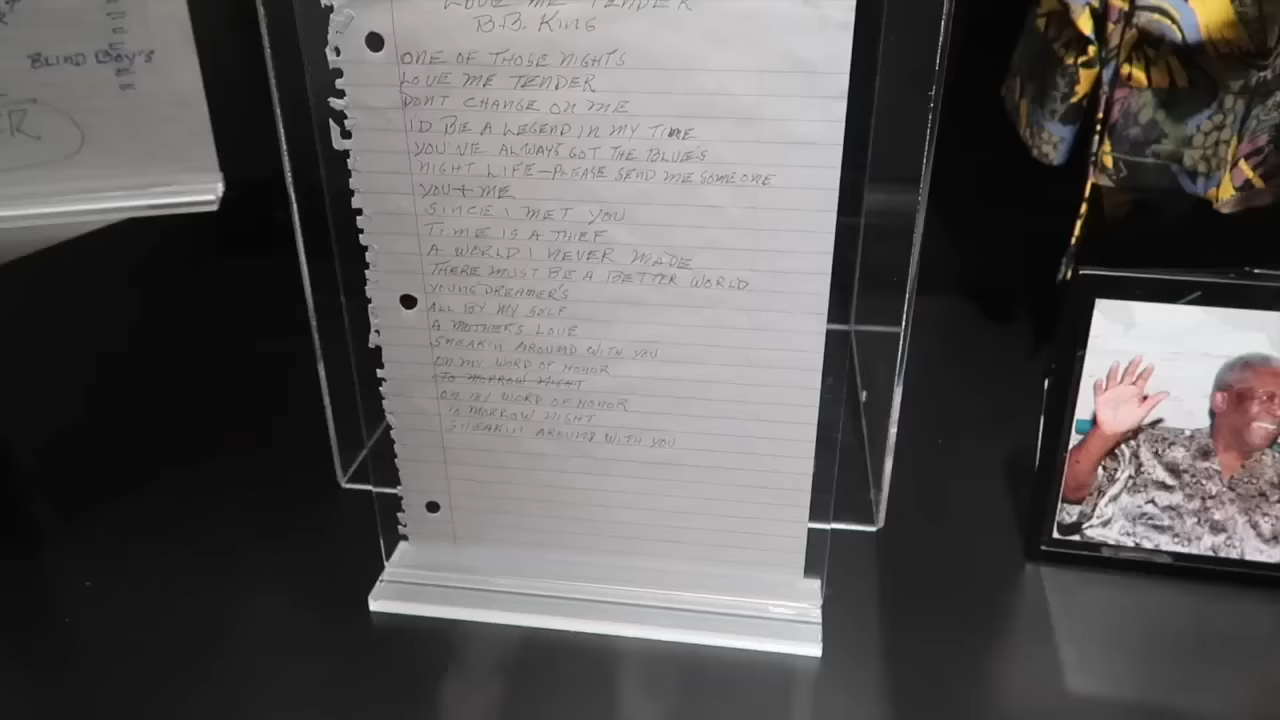 BLIND BOY'S
LOVE ME TENDER
B.B. KING
ONE OF THOSE NIGHTS
LOVE ME TENDER
DONT CHANGE ON ME
I'D BE A LEGEND IN MY TIME
YOU'VE ALWAYS GOT THE BLUE'S
NIGHT LIFE-PLEASE SEND ME SOMEONE
YOU + ME
SINCE I MET YOU
TIME IS A THIEF
A WORLD I NEVER MADE
THERE MUST BE A BETTER WORLD
YOUNG DREAMER'S
ALL BY MY SELF
A MOTHERS LOVE
SNEAKIN AROUND WITH YOU
ON MY WORD OF HONOR
TO MORROW NIGHT
ON MY WORD OF HONOR
TO MORROW NIGHT
SNEAKIN AROUND WITH YOU